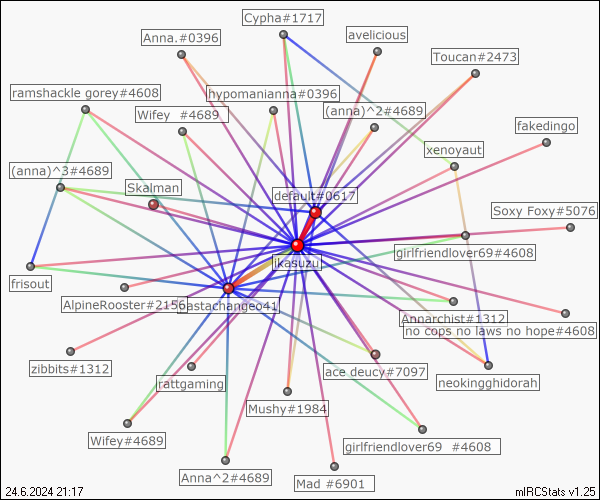 Cypha#1717
Anna.#0396
avelicious
Toucan#2473
ramshackle gorey#4608
hypomanianna#0396
Wifey  #4689
(anna)^2#4689
fakedingo
xenoyaut
(anna)^3#4689
Skalman
default#0617
Soxy Foxy#5076
girlfriendlover69#4608
ikasuzu
frisout
AlpineRooster#2156
pastachangeo41
Annarchist#1312
no cops no laws no hope#4608
zibbits#1312
rattgaming
ace deucy#7097
neokingghidorah
Mushy#1984
Wifey#4689
girlfriendlover69  #4608
Anna^2#4689
Mad #6901
24.6.2024 21:17
mIRCStats v1.25